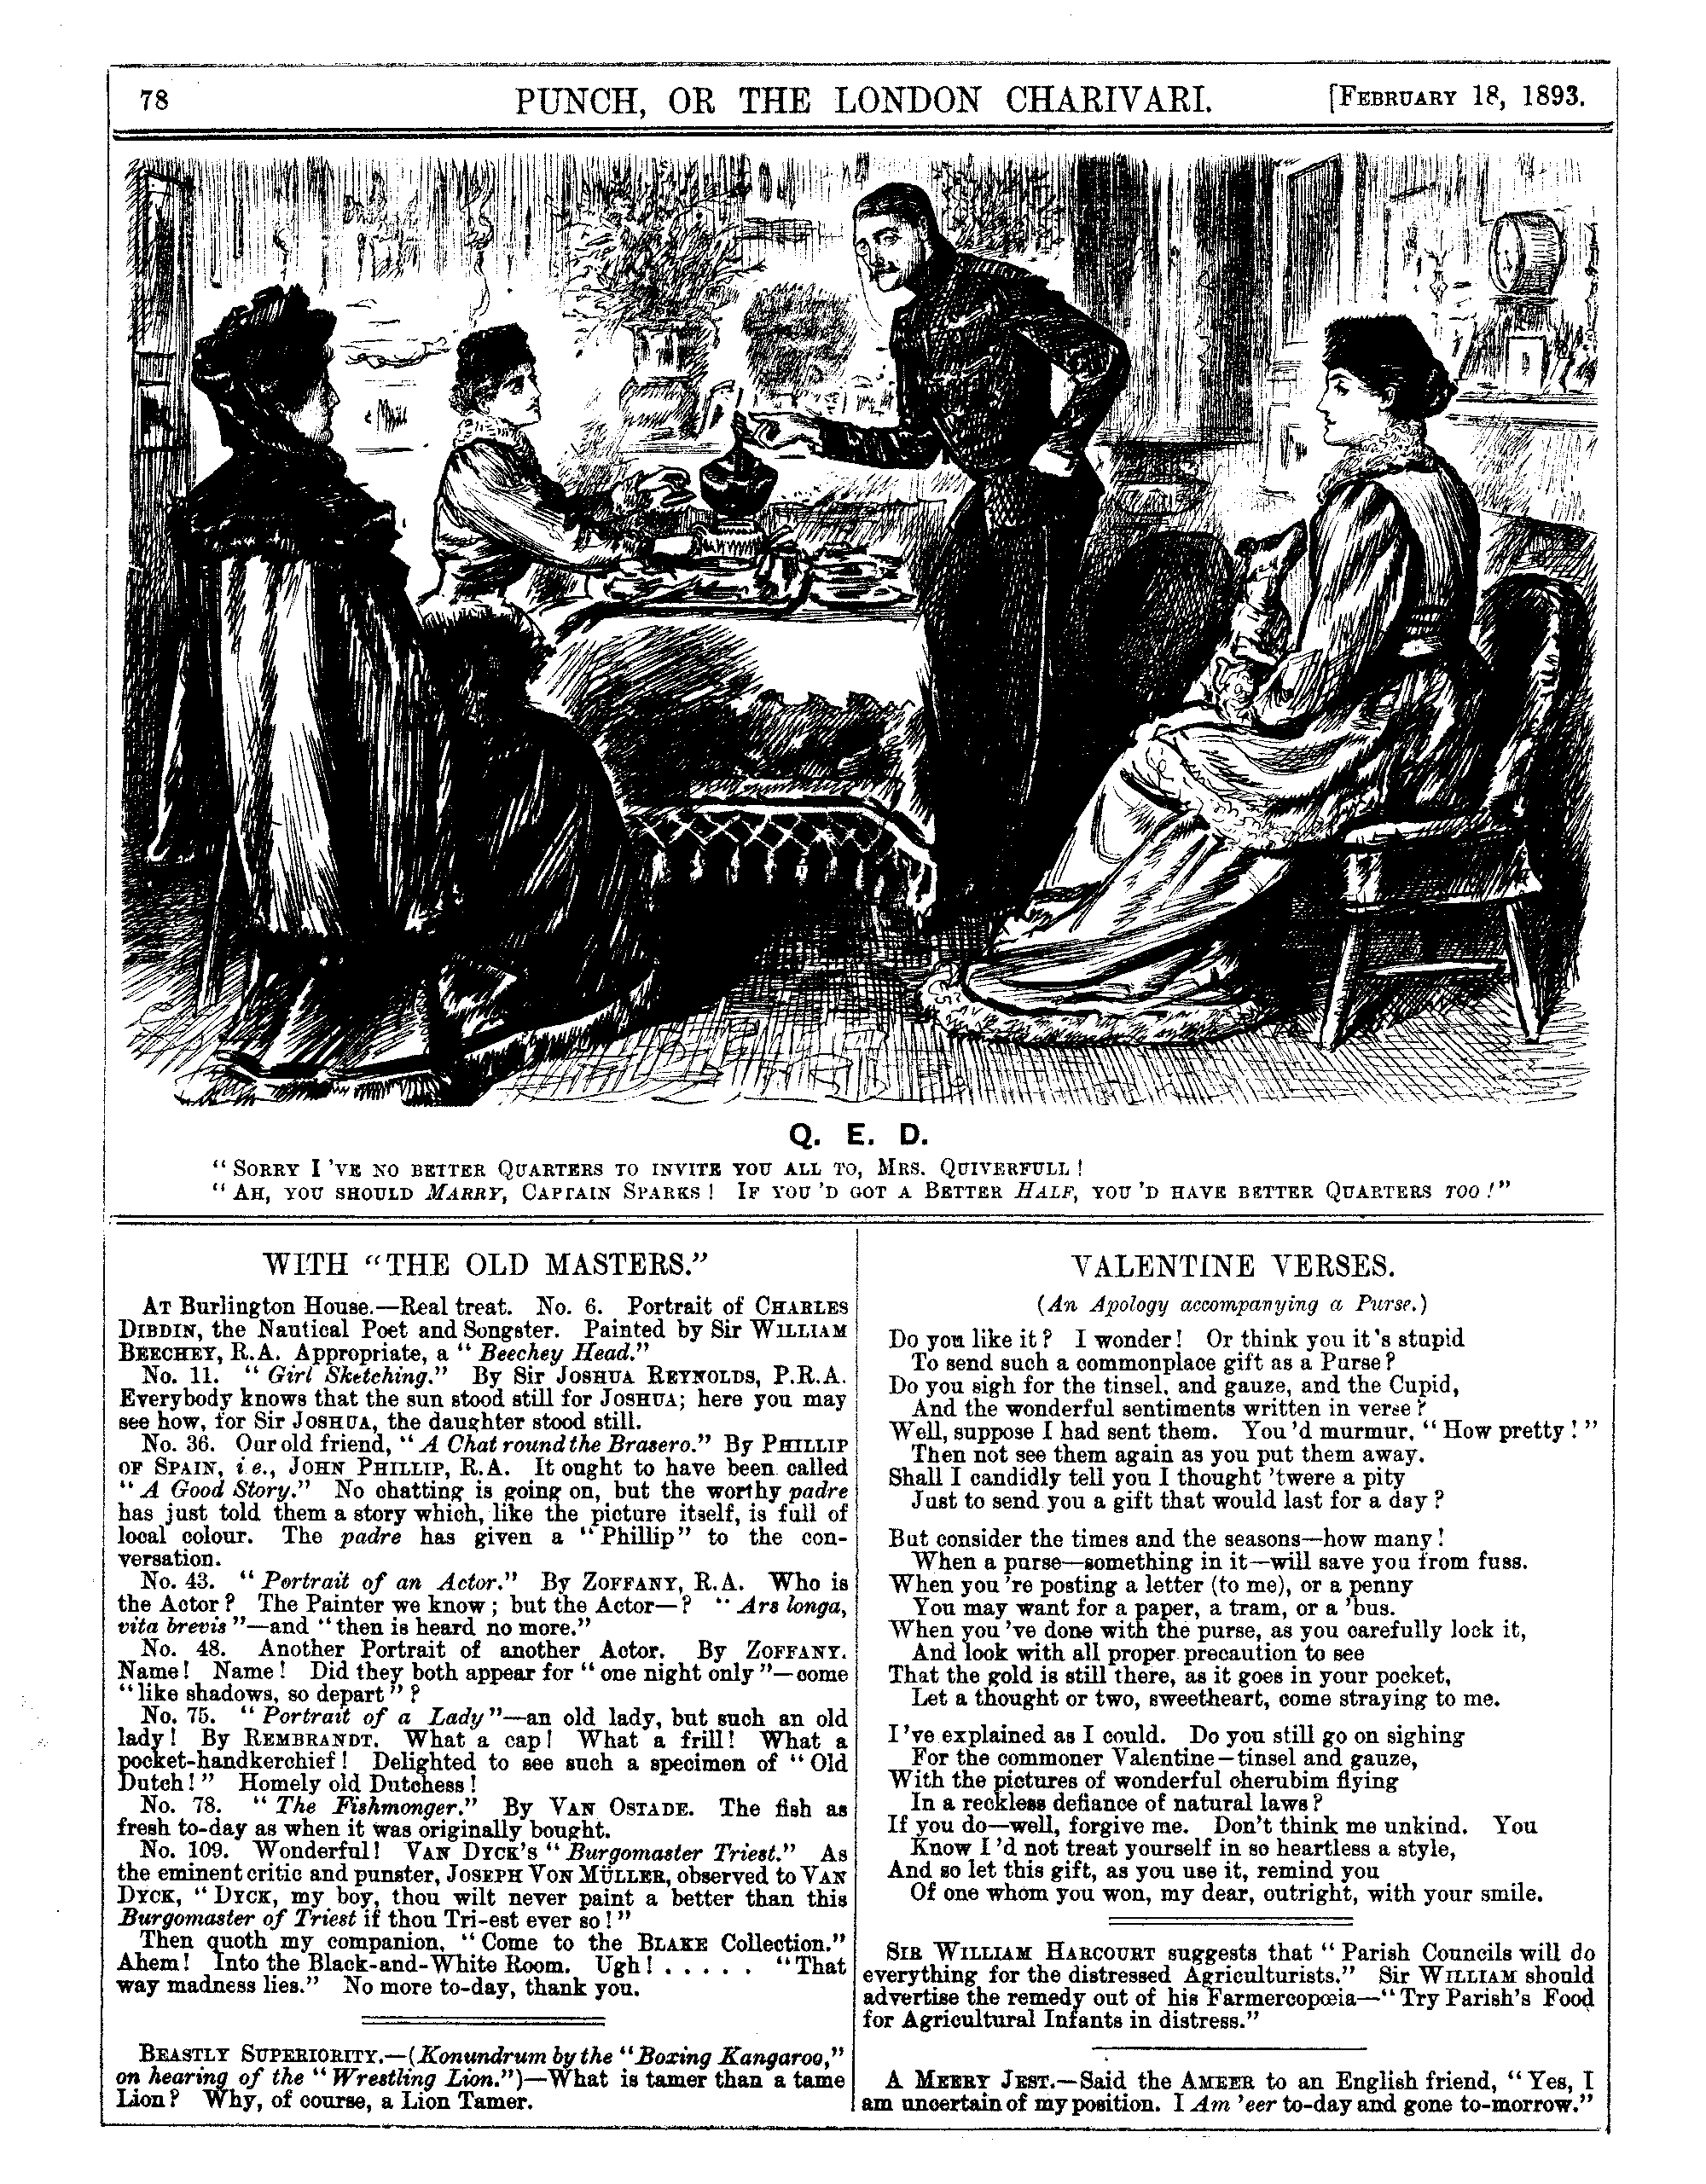 78
PUNCH, OR THE LONDON CHARIVARI.
[FEBRUARY 18, 1893.
Q. E. D.
"SORRY I 'VE NO BETTER QUARTERS TO INVITE YOU ALL TO, MRS. QUIVERFULL!
"AH, YOU SHOULD MARRY, CAPTAIN SPARKS! IF YOU 'D GOT A BETTER HALF, YOU 'D HAVE BETTER QUARTERS TOO!"
WITH "THE OLD MASTERS."
AT Burlington House.—Real treat. No. 6. Portrait of CHARLES
DIBDIN, the Nautical Poet and Songster. Painted by Sir WILLIAM
BEECHEY, R.A. Appropriate, a "Beechey Head."
No. 11. "Girl Sketching." By Sir JOSHUA REYNOLDS, P.R.A.
Everybody knows that the sun stood still for JOSHUA; here you may
see how, for Sir JOSHUA, the daughter stood still.
No. 36. Our old friend, "A Chat round the Brasero." By PHILLIP
OF SPAIN, i.e., JOHN PHILLIP, R.A. It ought to have been called
"A Good Story." No chatting is going on, but the worthy padre
has just told them a story which, like the picture itself, is full of
local colour. The padre has given a "Phillip" to the con-
versation.
No. 43. "Portrait of an Actor." By ZOFFANY, R.A. Who is
the Actor? The Painter we know; but the Actor—? "Ars longa,
vita brevis"—and "then is heard no more."
No. 48. Another Portrait of another Actor. By ZOFFANY.
Name! Name! Did they both appear for "one night only"—come
"like shadows, so depart"?
No. 75. "Portrait of a Lady"—an old lady, but such an old
lady! By REMBRANDT. What a cap! What a frill! What a
pocket-handkerchief! Delighted to see such a specimen of "Old
Dutch!" Homely old Dutchess!
No. 78. "The Fishmonger." By VAN OSTADE. The fish as
fresh to-day as when it was originally bought.
No. 109. Wonderful! VAN DYCK'S "Burgomaster Triest." As
the eminent critic and punster, JOSEPH VON MÜLLER, observed to VAN
DYCK, "DYCK, my boy, thou wilt never paint a better than this
Burgomaster of Triest if thou Tri-est ever so!"
Then quoth my companion, "Come to the BLAKE Collection."
Ahem! Into the Black-and-White Room. Ugh! . . . . . "That
way madness lies." No more to-day, thank you.
BEASTLY SUPERIORITY.—(Konundrum by the "Boxing Kangaroo,"
on hearing of the "Wrestling Lion.")—What is tamer than a tame
Lion? Why, of course, a Lion Tamer.
VALENTINE VERSES.
(An Apology accompanying a Purse.)
Do you like it? I wonder! Or think you it's stupid
To send such a commonplace gift as a Purse?
Do you sigh for the tinsel, and gauze, and the Cupid,
And the wonderful sentiments written in verse?
Well, suppose I had sent them. You 'd murmur, "How pretty!"
Then not see them again as you put them away.
Shall I candidly tell you I thought 'twere a pity
Just to send you a gift that would last for a day?
But consider the times and the seasons—how many!
When a purse—something in it—will save you from fuss.
When you 're posting a letter (to me), or a penny
You may want for a paper, a tram, or a 'bus.
When you 've done with the purse, as you carefully lock it,
And look with all proper precaution to see
That the gold is still there, as it goes in your pocket,
Let a thought or two, sweetheart, come straying to me.
I 've explained as I could. Do you still go on sighing
For the commoner Valentine—tinsel and gauze,
With the pictures of wonderful cherubim flying
In a reckless defiance of natural laws?
If you do—well, forgive me. Don't think me unkind. You
Know I 'd not treat yourself in so heartless a style,
And so let this gift, as you use it, remind you
Of one whom you won, my dear, outright, with your smile.
SIR WILLIAM HARCOURT suggests that "Parish Councils will do
everything for the distressed Agriculturists." Sir WILLIAM should
advertise the remedy out of his Farmercopœia—"Try Parish's Food
for Agricultural Infants in distress."
A MERRY JEST.—Said the AMEER to an English friend, "Yes, I
am uncertain of my position. I Am 'eer to-day and gone to-morrow."